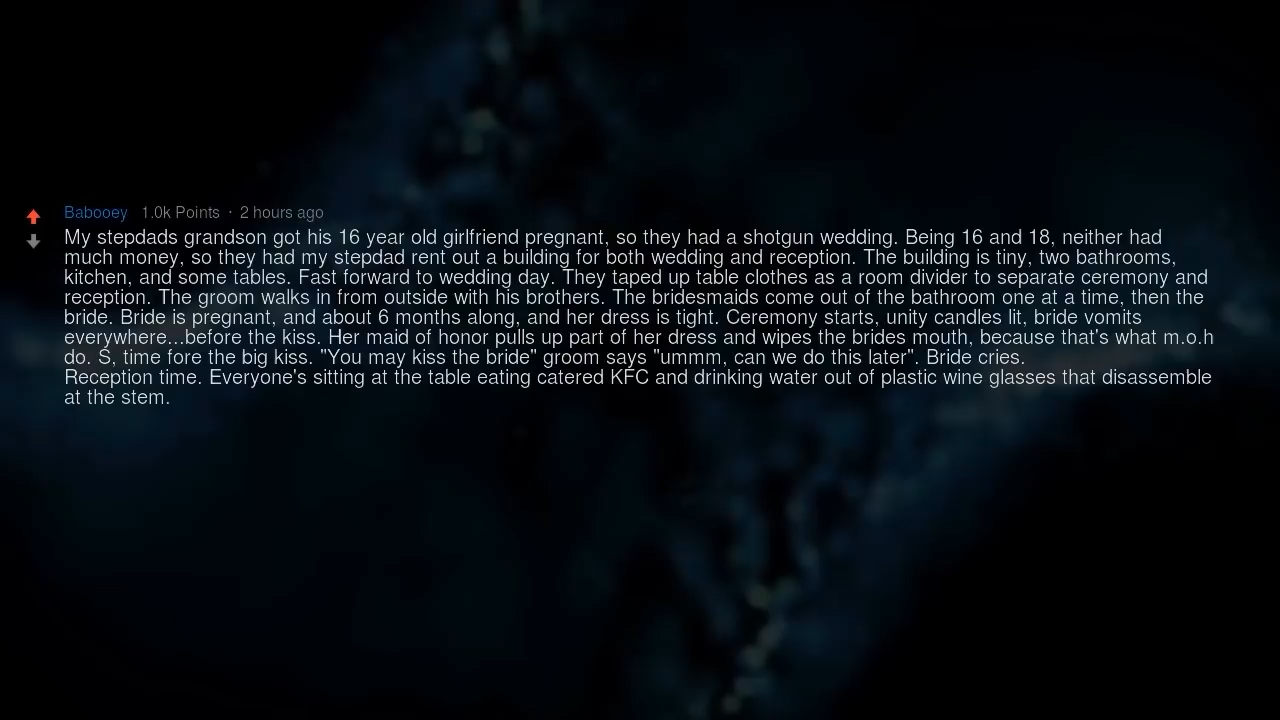 Babooey 1.0k Points · 2 hours ago
My stepdads grandson got his 16 year old girlfriend pregnant, so they had a shotgun wedding. Being 16 and 18, neither had
much money, so they had my stepdad rent out a building for both wedding and reception. The building is tiny, two bathrooms,
kitchen, and some tables. Fast forward to wedding day. They taped up table clothes as a room divider to separate ceremony and
reception. The groom walks in from outside with his brothers. The bridesmaids come out of the bathroom one at a time, then the
bride. Bride is pregnant, and about 6 months along, and her dress is tight. Ceremony starts, unity candles lit, bride vomits
everywhere...before the kiss. Her maid of honor pulls up part of her dress and wipes the brides mouth, because that's what m.o.h
do. S, time fore the big kiss. "You may kiss the bride" groom says "ummm, can we do this later". Bride cries.
Reception time. Everyone's sitting at the table eating catered KFC and drinking water out of plastic wine glasses that disassemble
at the stem.